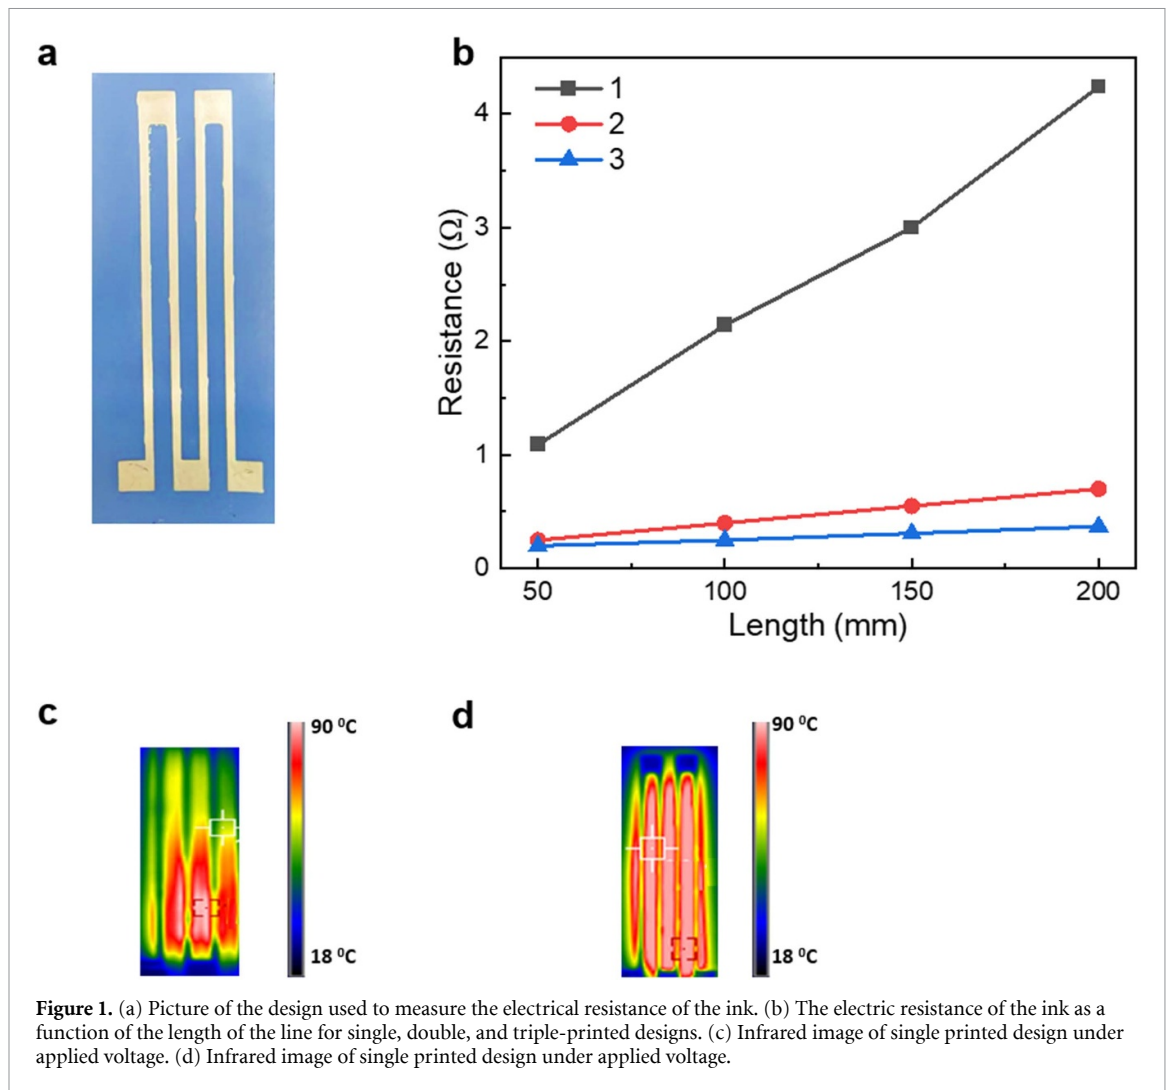 a
b
1
2
3
4
3
2
1
0
Resistance (Ω)
50
100
150
200
Length (mm)
c
90 ⁰C
18 ⁰C
d
90 ⁰C
18 ⁰C
Figure 1. (a) Picture of the design used to measure the electrical resistance of the ink. (b) The electric resistance of the ink as a
function of the length of the line for single, double, and triple-printed designs. (c) Infrared image of single printed design under
applied voltage. (d) Infrared image of single printed design under applied voltage.